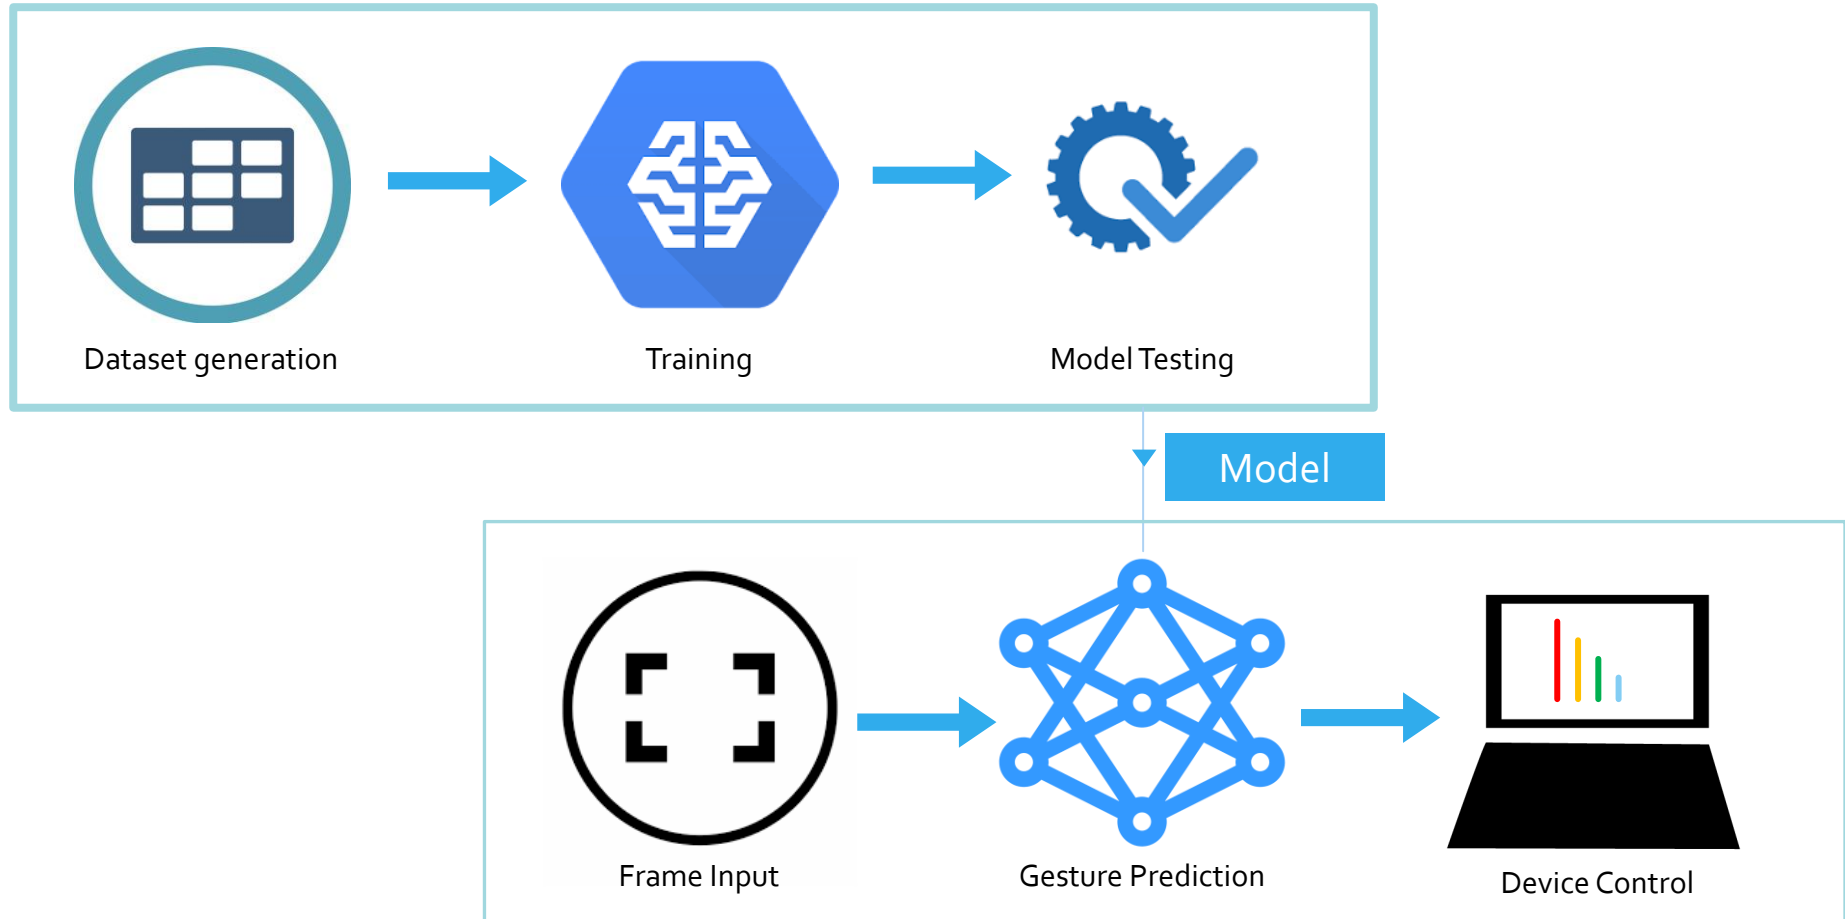 Dataset generation
Training
Model Testing
Model
Frame Input
Gesture Prediction
Device Control